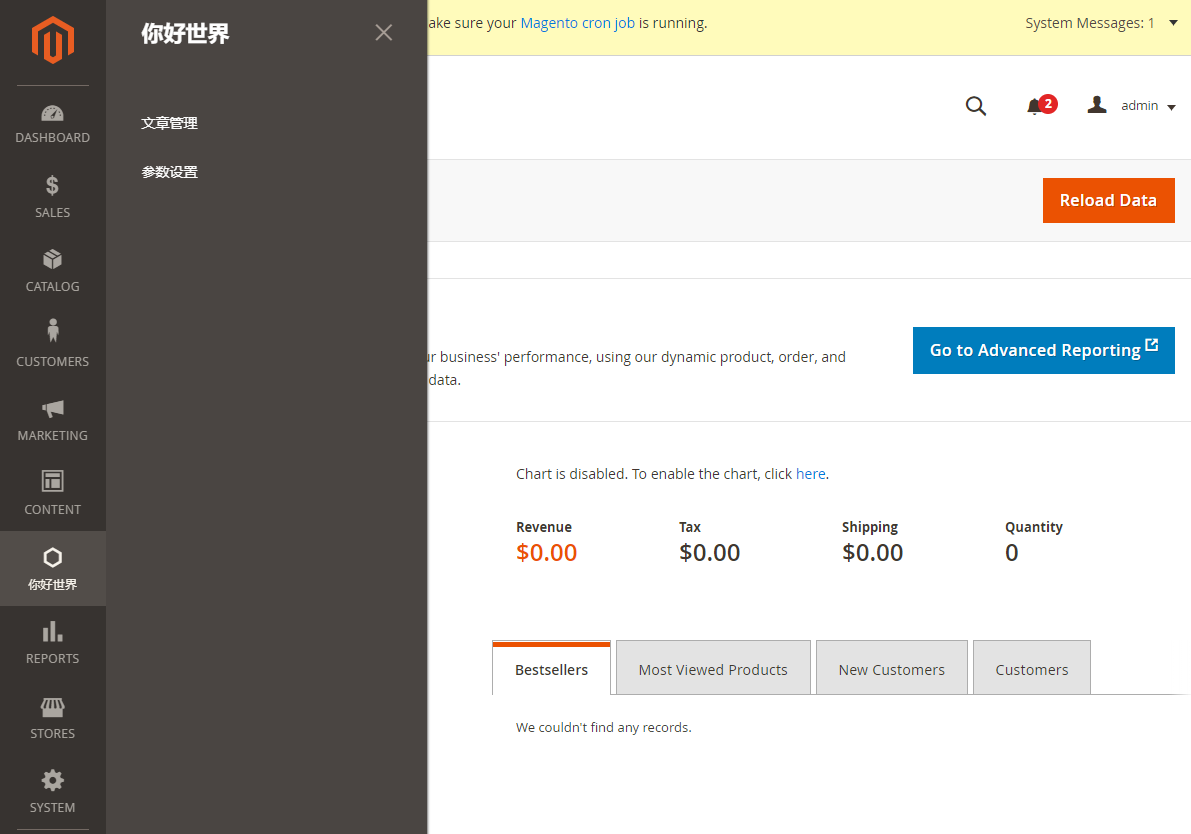 DASHBOARD
SALES
CATALOG
CUSTOMERS
MARKETING
CONTENT
你好世界
REPORTS
STORES
SYSTEM
你好世界
文章管理
参数设置
ake sure your Magento cron job is running.
System Messages: 1
2
admin
Reload Data
ur business' performance, using our dynamic product, order, and
data.
Go to Advanced Reporting
Chart is disabled. To enable the chart, click here.
Revenue Tax Shipping Quantity
$0.00 $0.00 $0.00 0
Bestsellers Most Viewed Products New Customers Customers
We couldn't find any records.